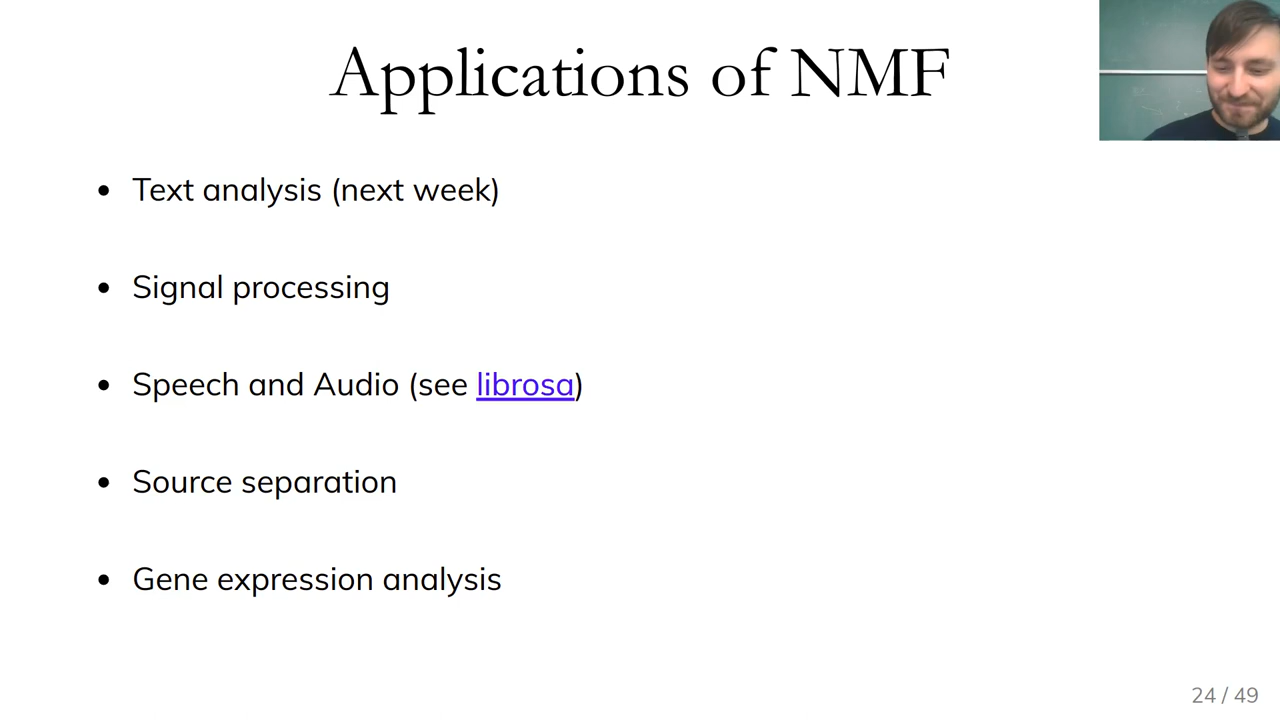 Applications of NMF
• Text analysis (next week)
• Signal processing
• Speech and Audio (see librosa)
• Source separation
• Gene expression analysis
24 / 49